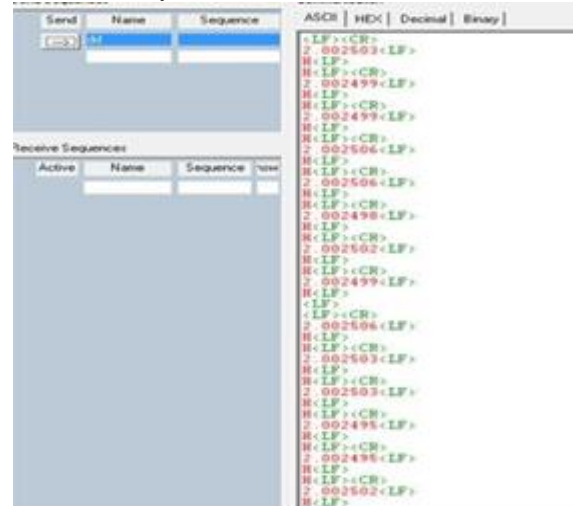 Send Name Sequence
Receive Sequences
Active Name Sequence
ASCII HEX Decimal Binary
<LF><CR>
2.002503<LF>
H<LF>
H<LF><CR>
2.002499<LF>
H<LF>
H<LF><CR>
2.002499<LF>
H<LF>
H<LF><CR>
2.002506<LF>
H<LF>
H<LF><CR>
2.002506<LF>
H<LF>
H<LF><CR>
2.002498<LF>
H<LF>
H<LF><CR>
2.002502<LF>
H<LF>
H<LF><CR>
2.002499<LF>
H<LF>
<LF>
<LF><CR>
2.002506<LF>
H<LF>
H<LF><CR>
2.002503<LF>
H<LF>
H<LF><CR>
2.002503<LF>
H<LF>
H<LF><CR>
2.002495<LF>
H<LF>
H<LF><CR>
2.002495<LF>
H<LF>
H<LF><CR>
2.002502<LF>
H<LF>